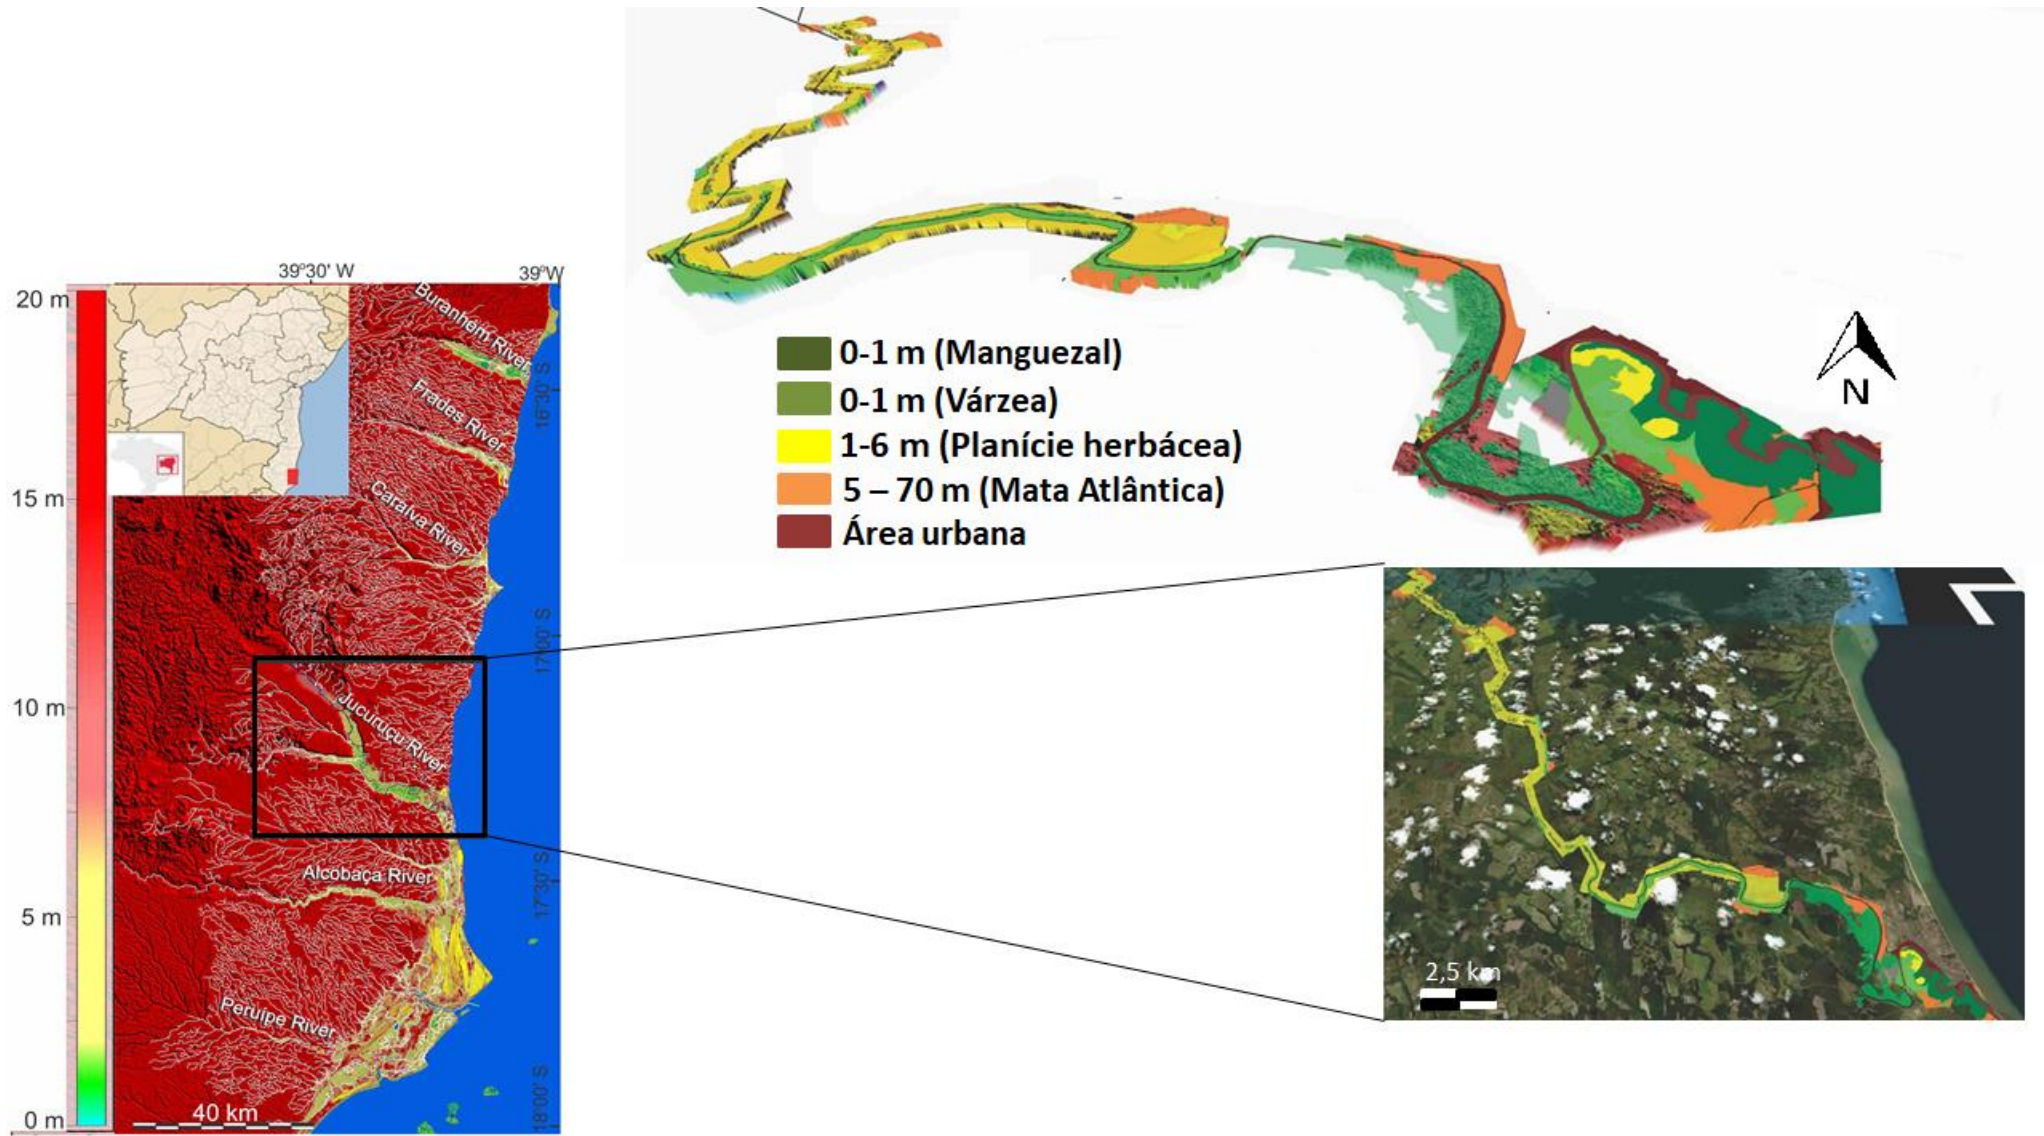 39°30' W
39°W
20 m
15 m
10 m
5 m
0 m
Buranhém River
16°30' S
Frades River
Caraíva River
17°00' S
Jucuruçu River
Alcobaça River
17°30' S
Peruípe River
18°00' S
40 km
0-1 m (Manguezal)
0-1 m (Várzea)
1-6 m (Planície herbácea)
5 – 70 m (Mata Atlântica)
Área urbana
N
2,5 km